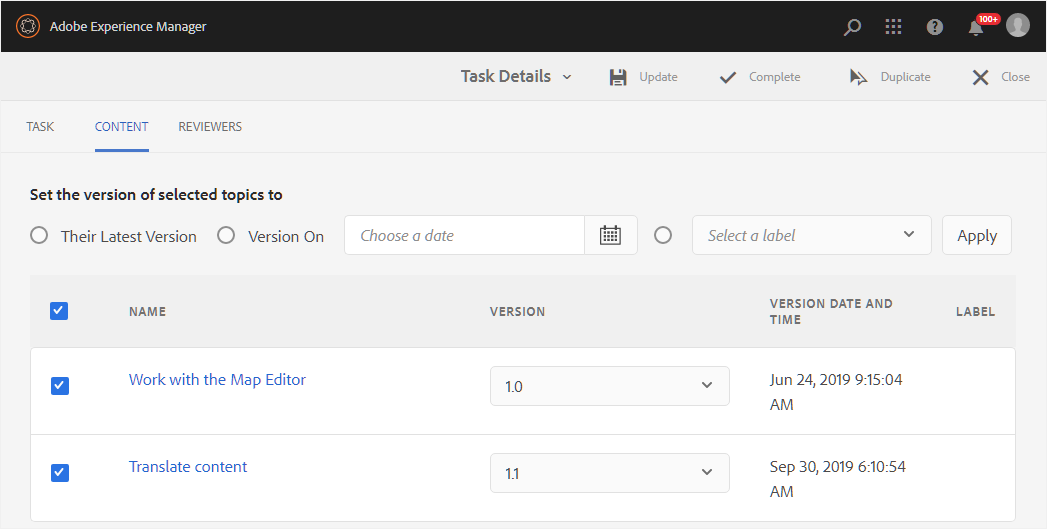 Adobe Experience Manager
100+
Task Details
Update
Complete
Duplicate
Close
TASK
CONTENT
REVIEWERS
Set the version of selected topics to
Their Latest Version
Version On
Choose a date
Select a label
Apply
NAME
VERSION
VERSION DATE AND
TIME
LABEL
Work with the Map Editor
1.0
Jun 24, 2019 9:15:04
AM
Translate content
1.1
Sep 30, 2019 6:10:54
AM